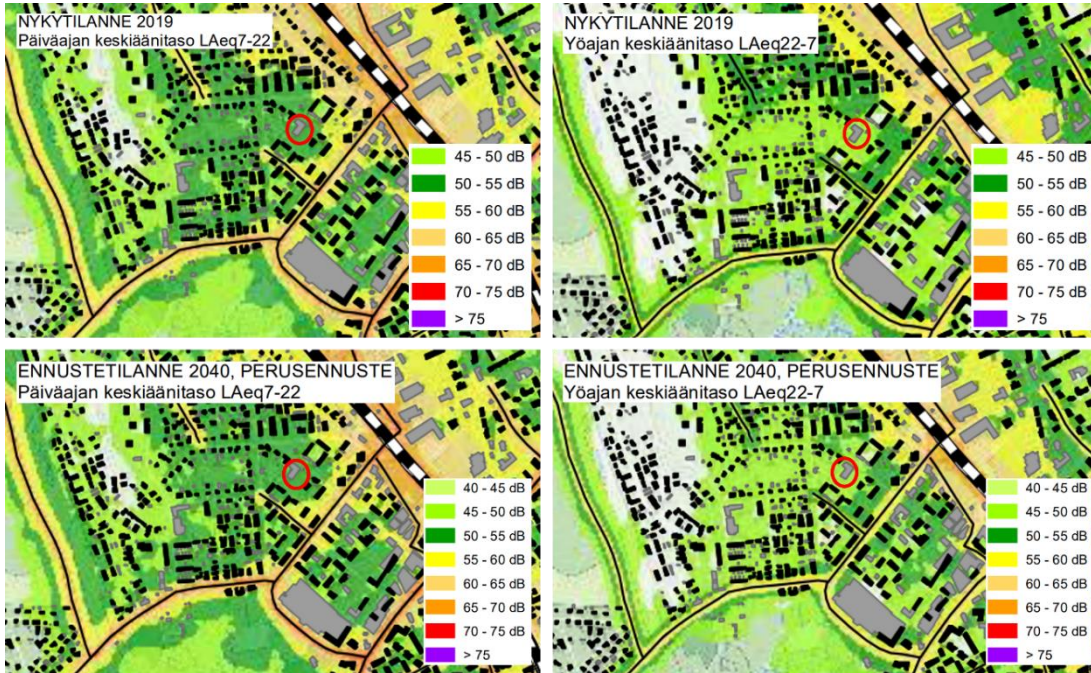 NYKYTILANNE 2019
Päiväajan keskiäänitaso LAeq7-22
45 - 50 dB
50 - 55 dB
55 - 60 dB
60 - 65 dB
65 - 70 dB
70 - 75 dB
> 75
NYKYTILANNE 2019
Yöajan keskiäänitaso LAeq22-7
45 - 50 dB
50 - 55 dB
55 - 60 dB
60 - 65 dB
65 - 70 dB
70 - 75 dB
> 75
ENNUSTETILANNE 2040, PERUSENNUSTE
Päiväajan keskiäänitaso LAeq7-22
40 - 45 dB
45 - 50 dB
50 - 55 dB
55 - 60 dB
60 - 65 dB
65 - 70 dB
70 - 75 dB
> 75
ENNUSTETILANNE 2040, PERUSENNUSTE
Yöajan keskiäänitaso LAeq22-7
40 - 45 dB
45 - 50 dB
50 - 55 dB
55 - 60 dB
60 - 65 dB
65 - 70 dB
70 - 75 dB
> 75